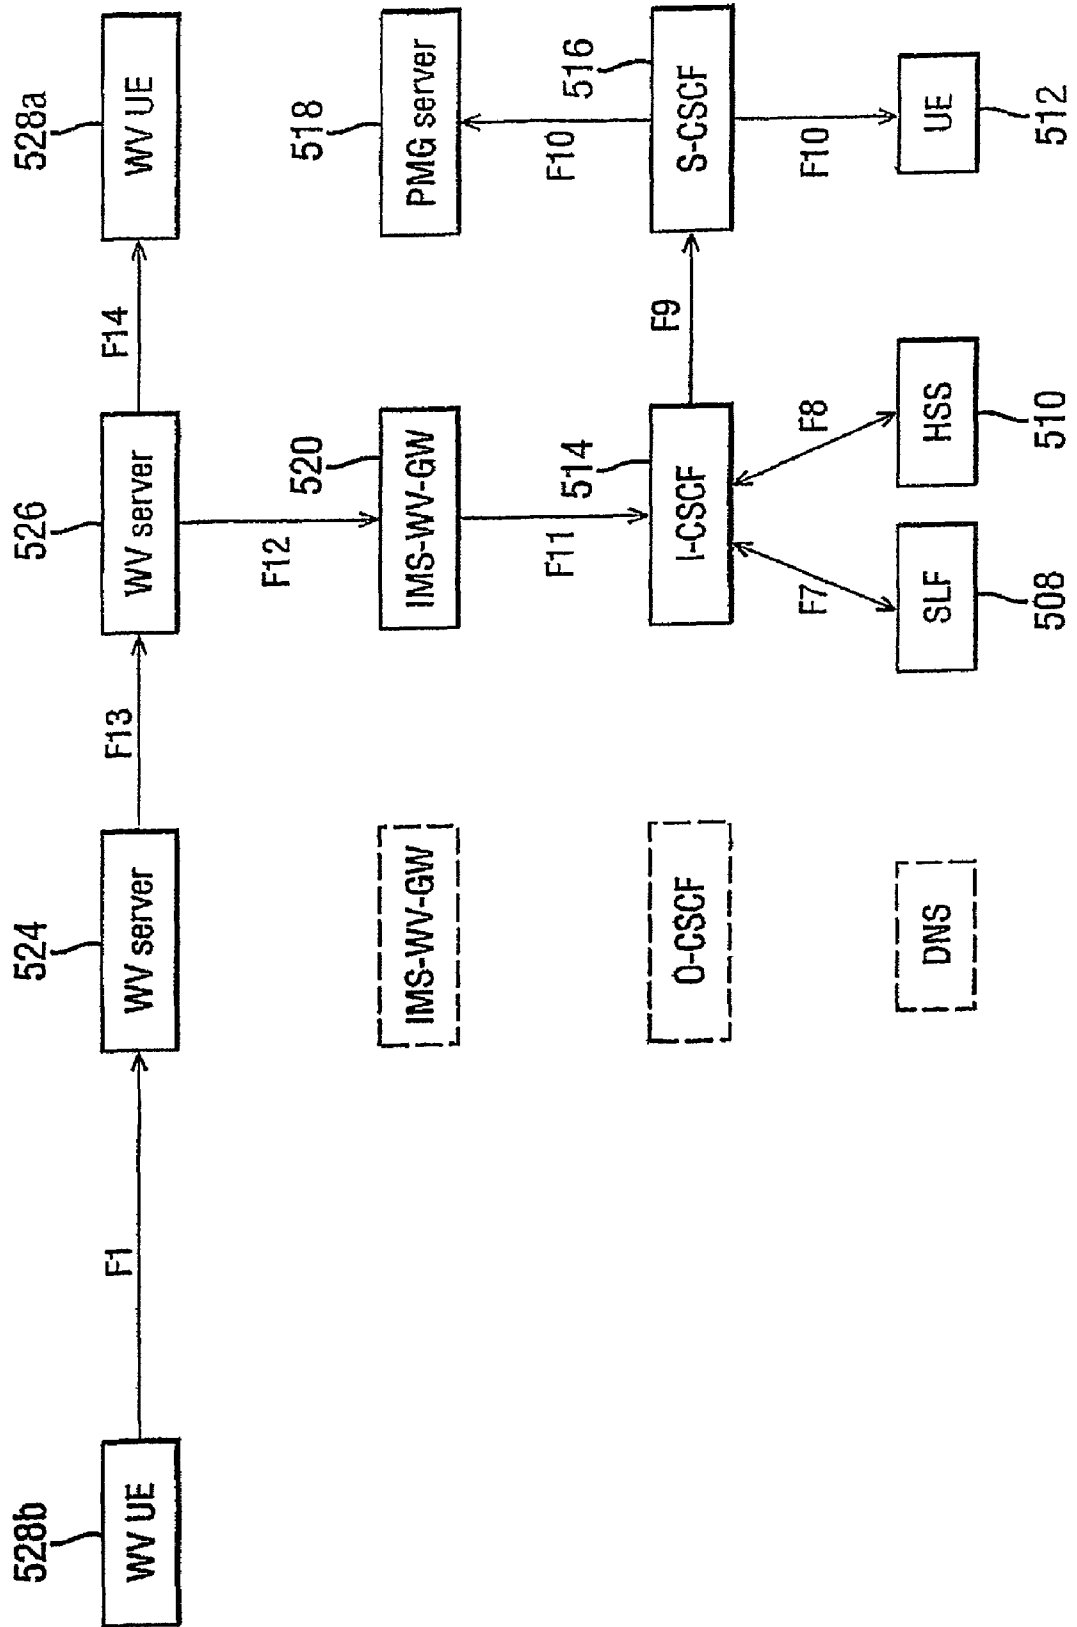 528b
WV UE
F1
524
WV server
F13
526
WV server
F14
528a
WV UE
F12
IMS-WV-GW
520
IMS-WV-GW
518
PMG server
F11
F10
O-CSCF
514
I-CSCF
F9
516
S-CSCF
F7
F8
F10
DNS
SLF
508
HSS
510
UE
512